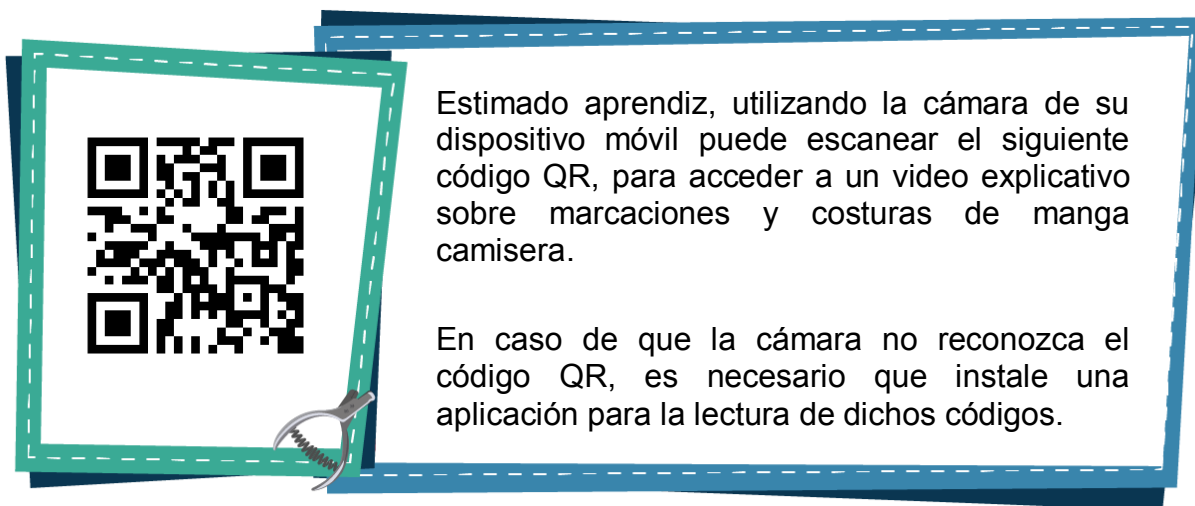 Estimado aprendiz, utilizando la cámara de su
dispositivo móvil puede escanear el siguiente
código QR, para acceder a un video explicativo
sobre marcaciones y costuras de manga
camisera.
En caso de que la cámara no reconozca el
código QR, es necesario que instale una
aplicación para la lectura de dichos códigos.